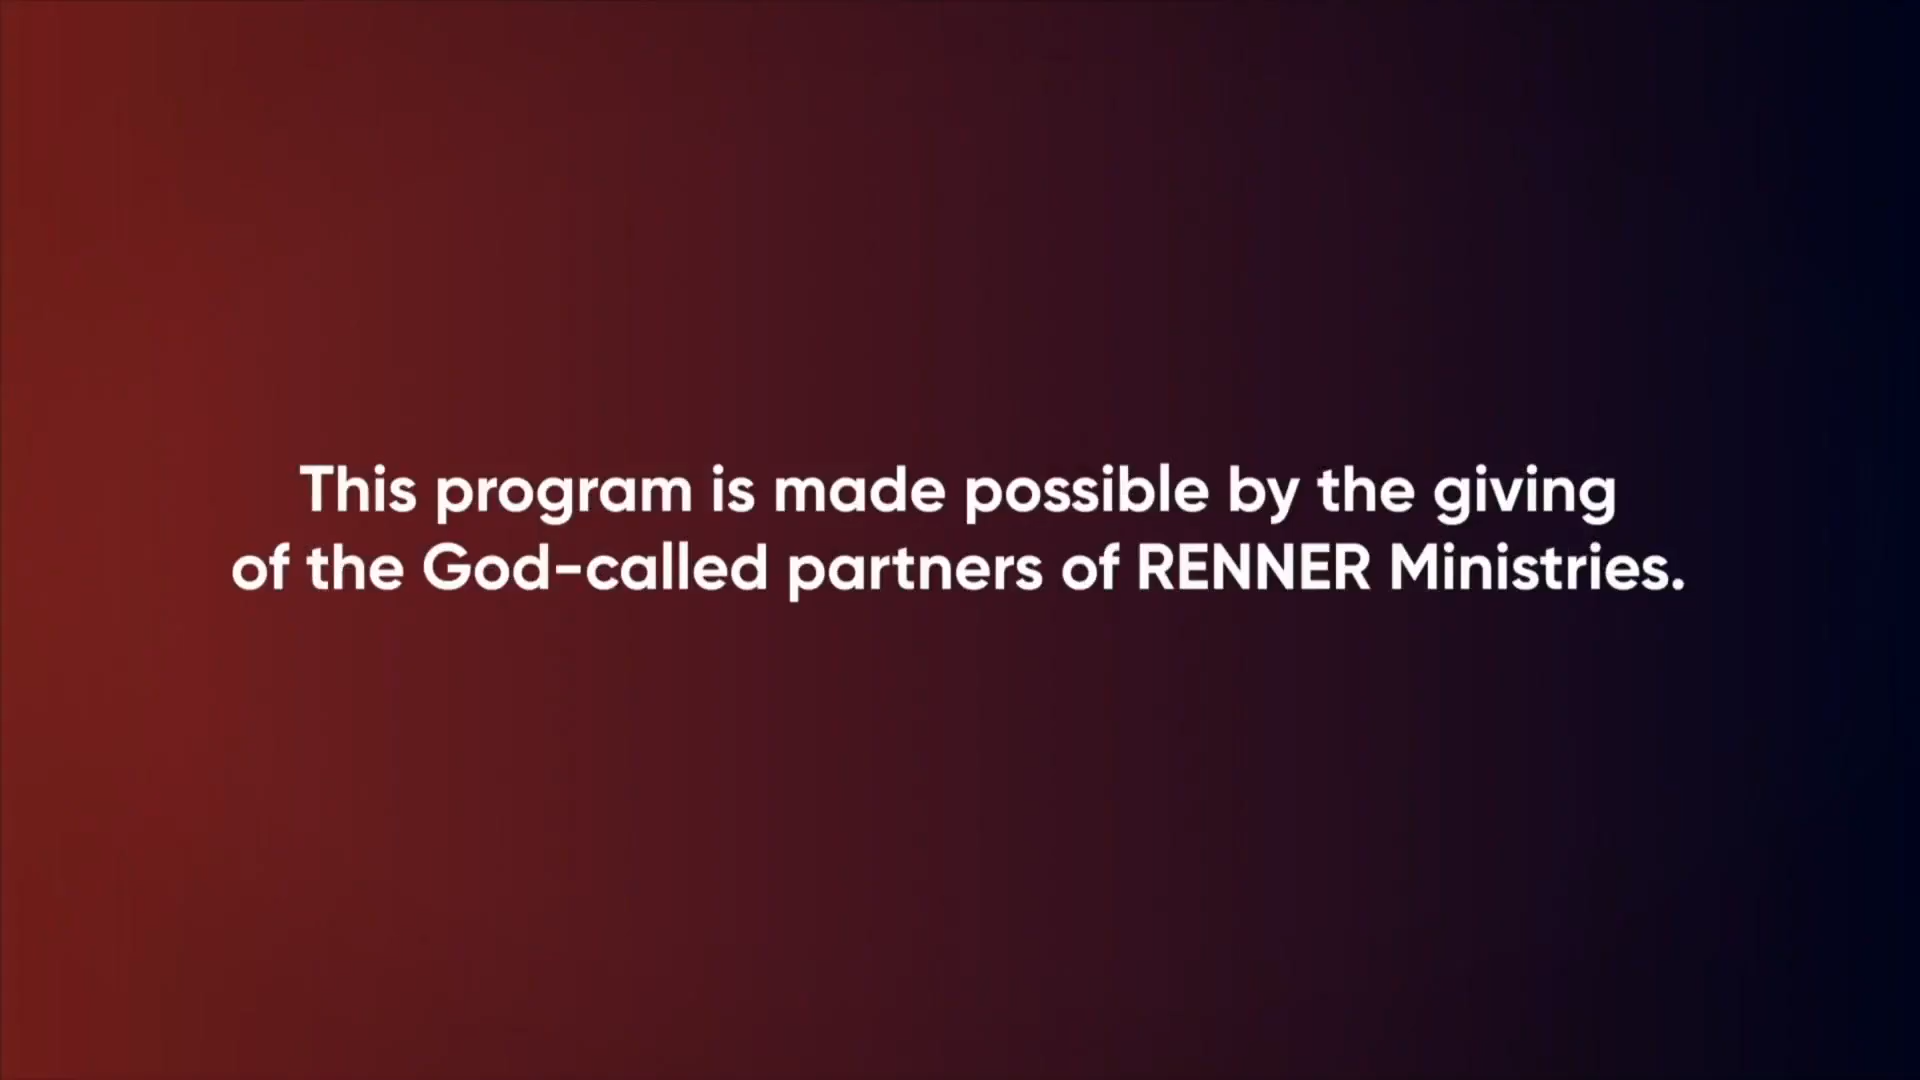 This program is made possible by the giving
of the God-called partners of RENNER Ministries.